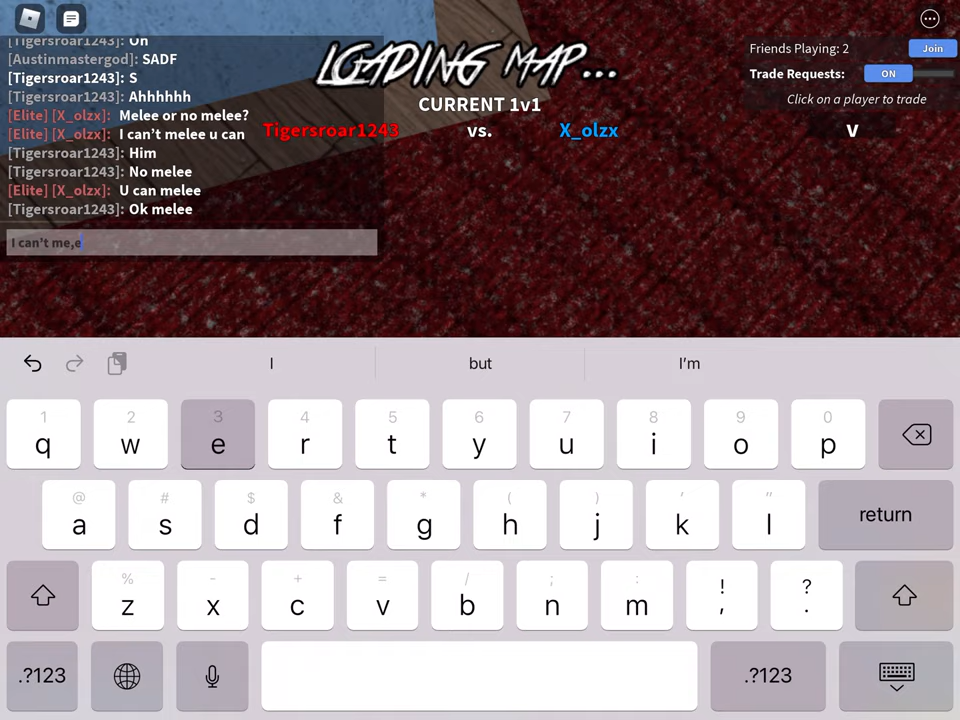 [Tigersroar1243]: Oh
[Austinmastergod]: SADF
[Tigersroar1243]: S
[Tigersroar1243]: Ahhhhhh
[Elite] [X_olzx]: Melee or no melee?
[Elite] [X_olzx]: I can't melee u can
[Tigersroar1243]: Him
[Tigersroar1243]: No melee
[Elite] [X_olzx]: U can melee
[Tigersroar1243]: Ok melee
I can't me,e
LOADING MAP...
CURRENT 1v1
Tigersroar1243 vs. X_olzx
Friends Playing: 2 Join
Trade Requests: ON
Click on a player to trade
V
I but I'm
1 2 3 4 5 6 7 8 9 0
q w e r t y u i o p
@ # $ & * ( ) ' "
a s d f g h j k l return
% - + = / ; : ! ?
z x c v b n m , .
.?123 .?123